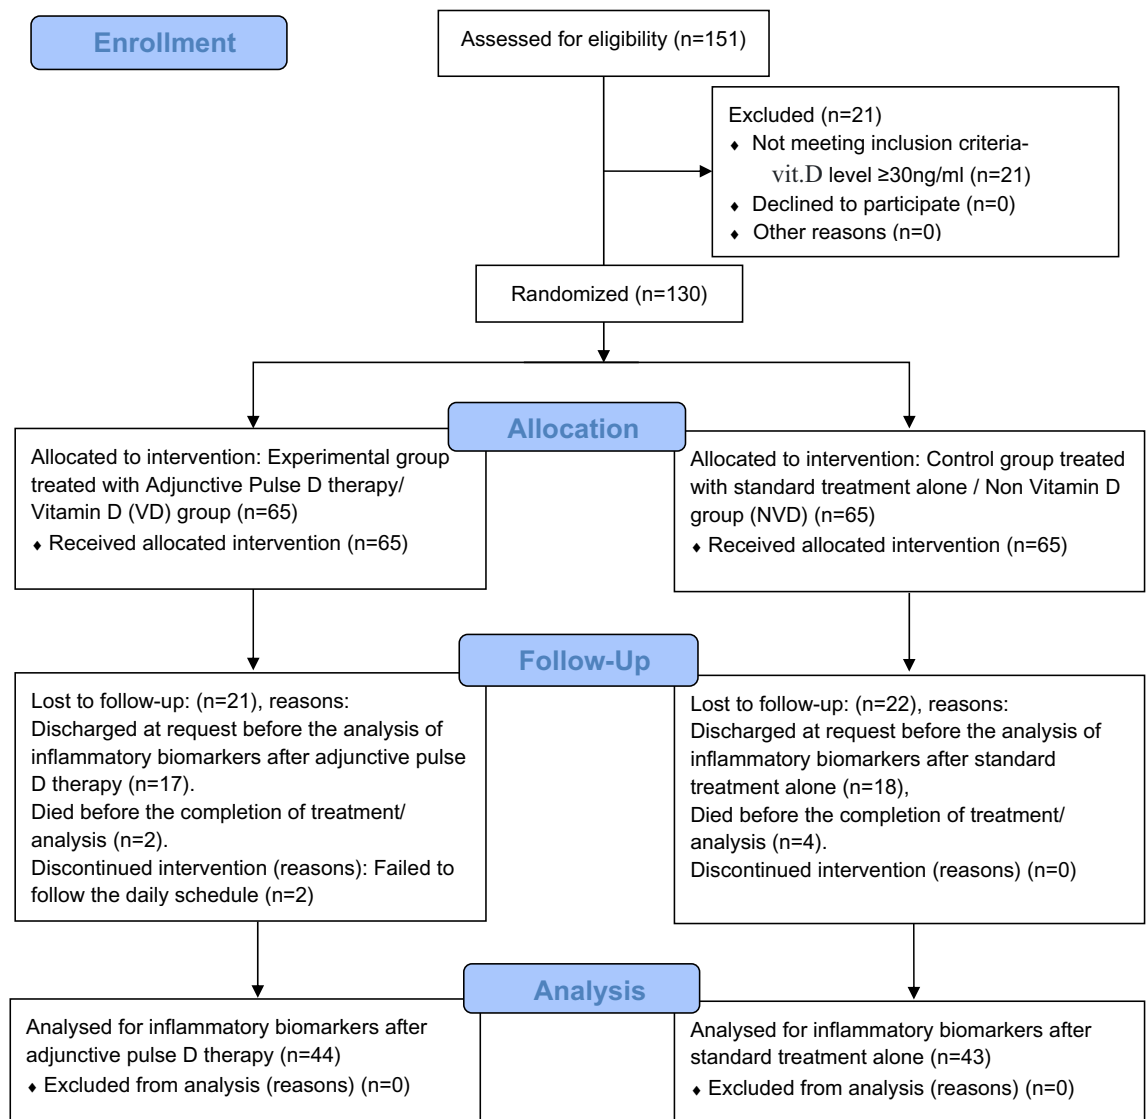 Enrollment
Assessed for eligibility (n=151)
Excluded (n=21)
♦ Not meeting inclusion criteria-
vit.D level ≥30ng/ml (n=21)
♦ Declined to participate (n=0)
♦ Other reasons (n=0)
Randomized (n=130)
Allocation
Allocated to intervention: Experimental group
treated with Adjunctive Pulse D therapy/
Vitamin D (VD) group (n=65)
♦ Received allocated intervention (n=65)
Allocated to intervention: Control group treated
with standard treatment alone / Non Vitamin D
group (NVD) (n=65)
♦ Received allocated intervention (n=65)
Follow-Up
Lost to follow-up: (n=21), reasons:
Discharged at request before the analysis of
inflammatory biomarkers after adjunctive pulse
D therapy (n=17).
Died before the completion of treatment/
analysis (n=2).
Discontinued intervention (reasons): Failed to
follow the daily schedule (n=2)
Lost to follow-up: (n=22), reasons:
Discharged at request before the analysis of
inflammatory biomarkers after standard
treatment alone (n=18),
Died before the completion of treatment/
analysis (n=4).
Discontinued intervention (reasons) (n=0)
Analysis
Analysed for inflammatory biomarkers after
adjunctive pulse D therapy (n=44)
♦ Excluded from analysis (reasons) (n=0)
Analysed for inflammatory biomarkers after
standard treatment alone (n=43)
♦ Excluded from analysis (reasons) (n=0)